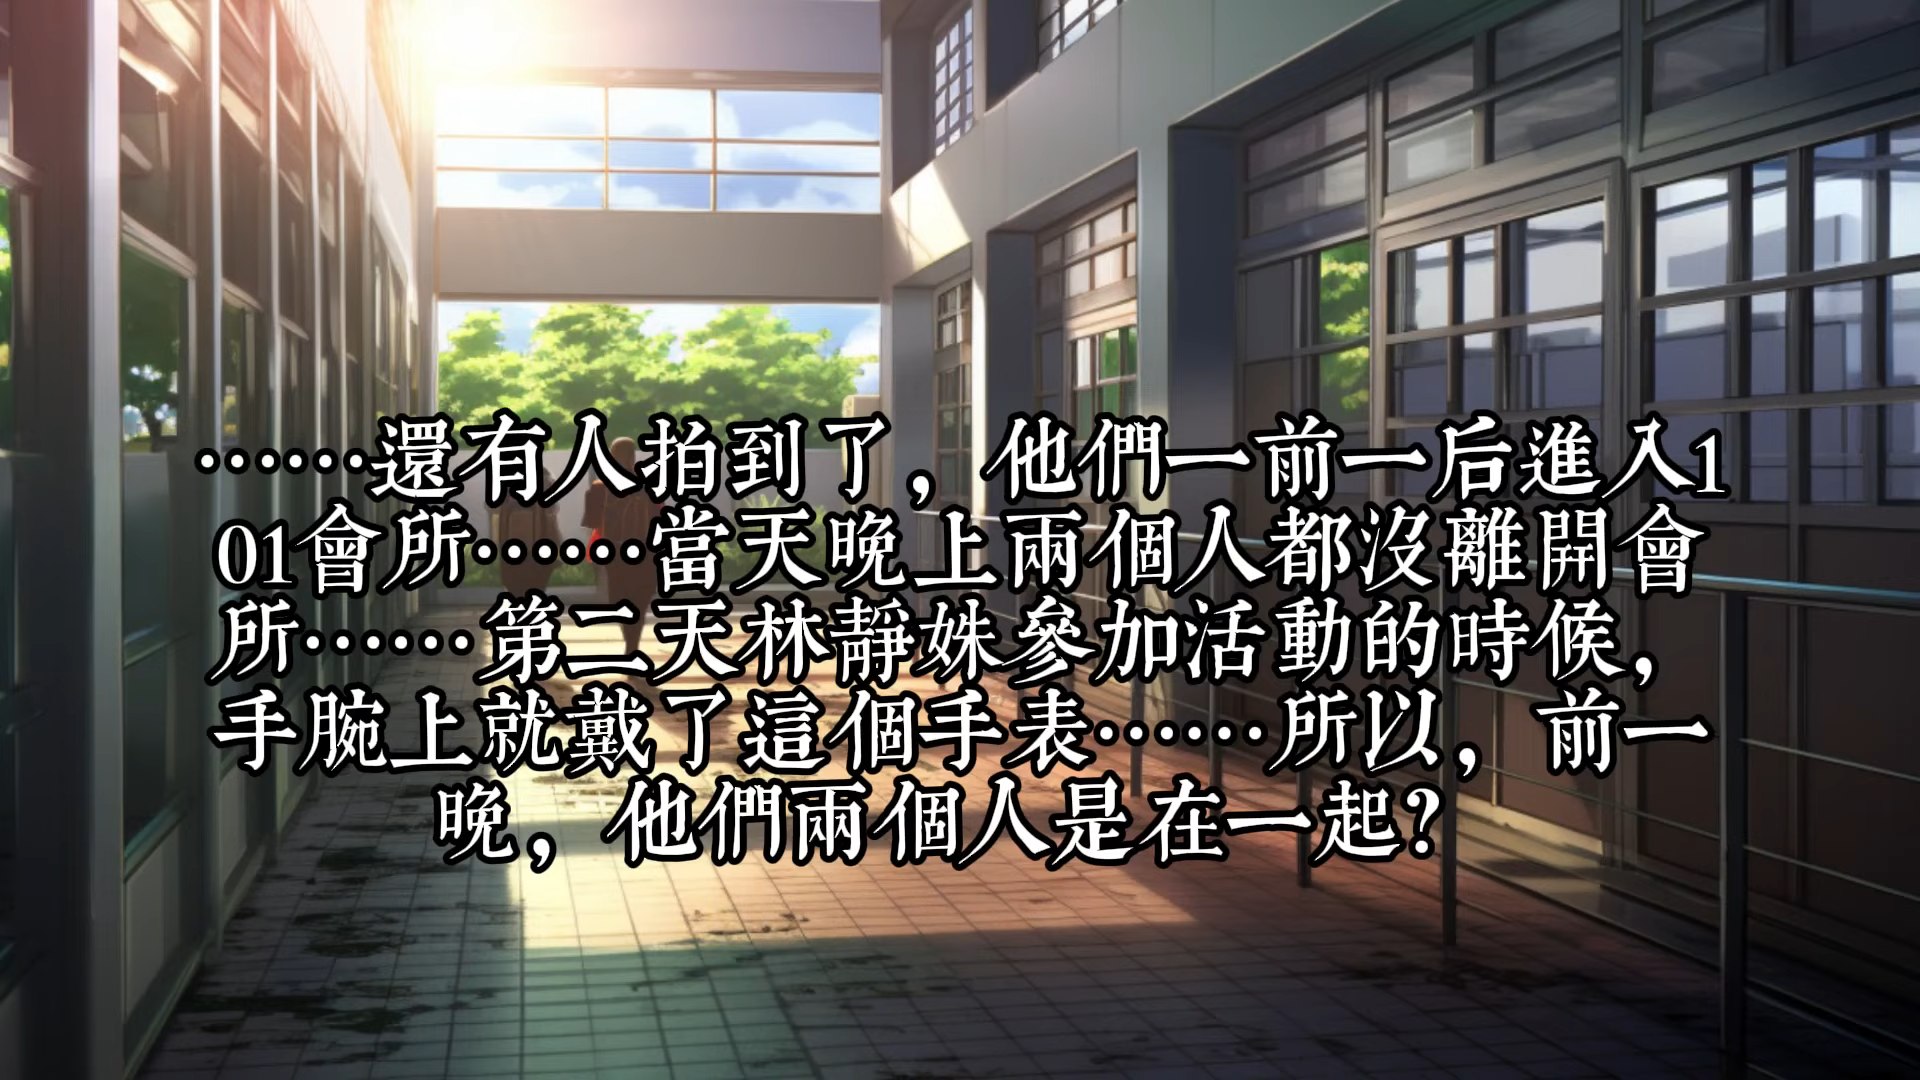 ……還有人拍到了，他們一前一后進入1
01會所……當天晚上兩個人都沒離開會
所……第二天林靜姝參加活動的時候，
手腕上就戴了這個手表……所以，前一
晚，他們兩個人是在一起？